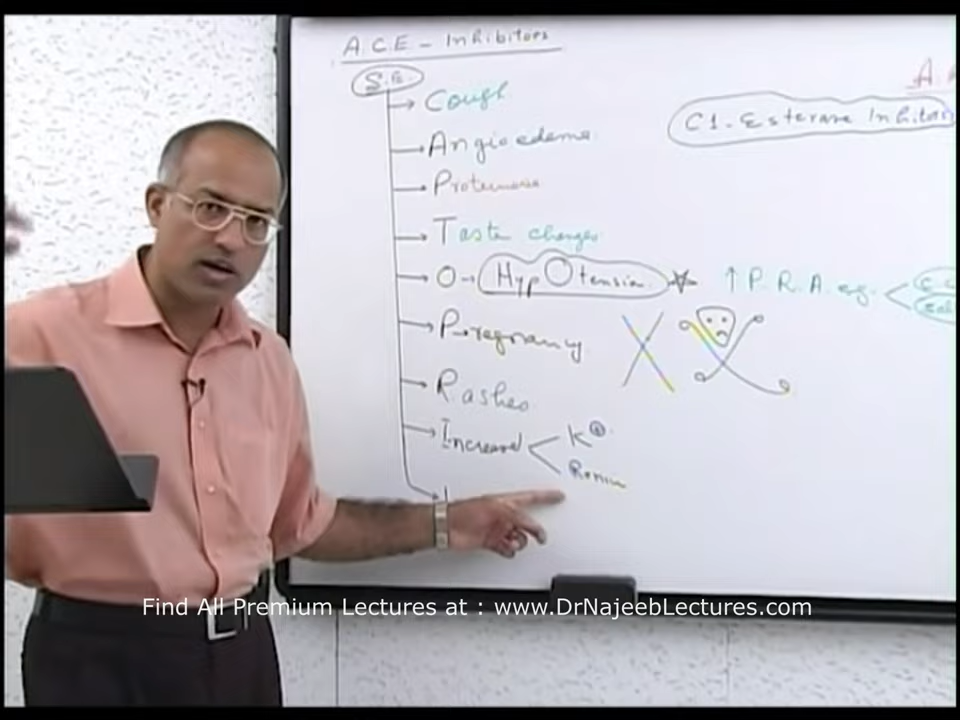 A.C.E - Inhibitors
S.E.
Cough
Angioedema
C1. Esterase Inhibitors
Proteinuria
Taste changes
O → HypOtension
↑ P. R. A. eg.
Pregnancy
Rashes
Increased
K⊕
Renin
Find All Premium Lectures at : www.DrNajeebLectures.com